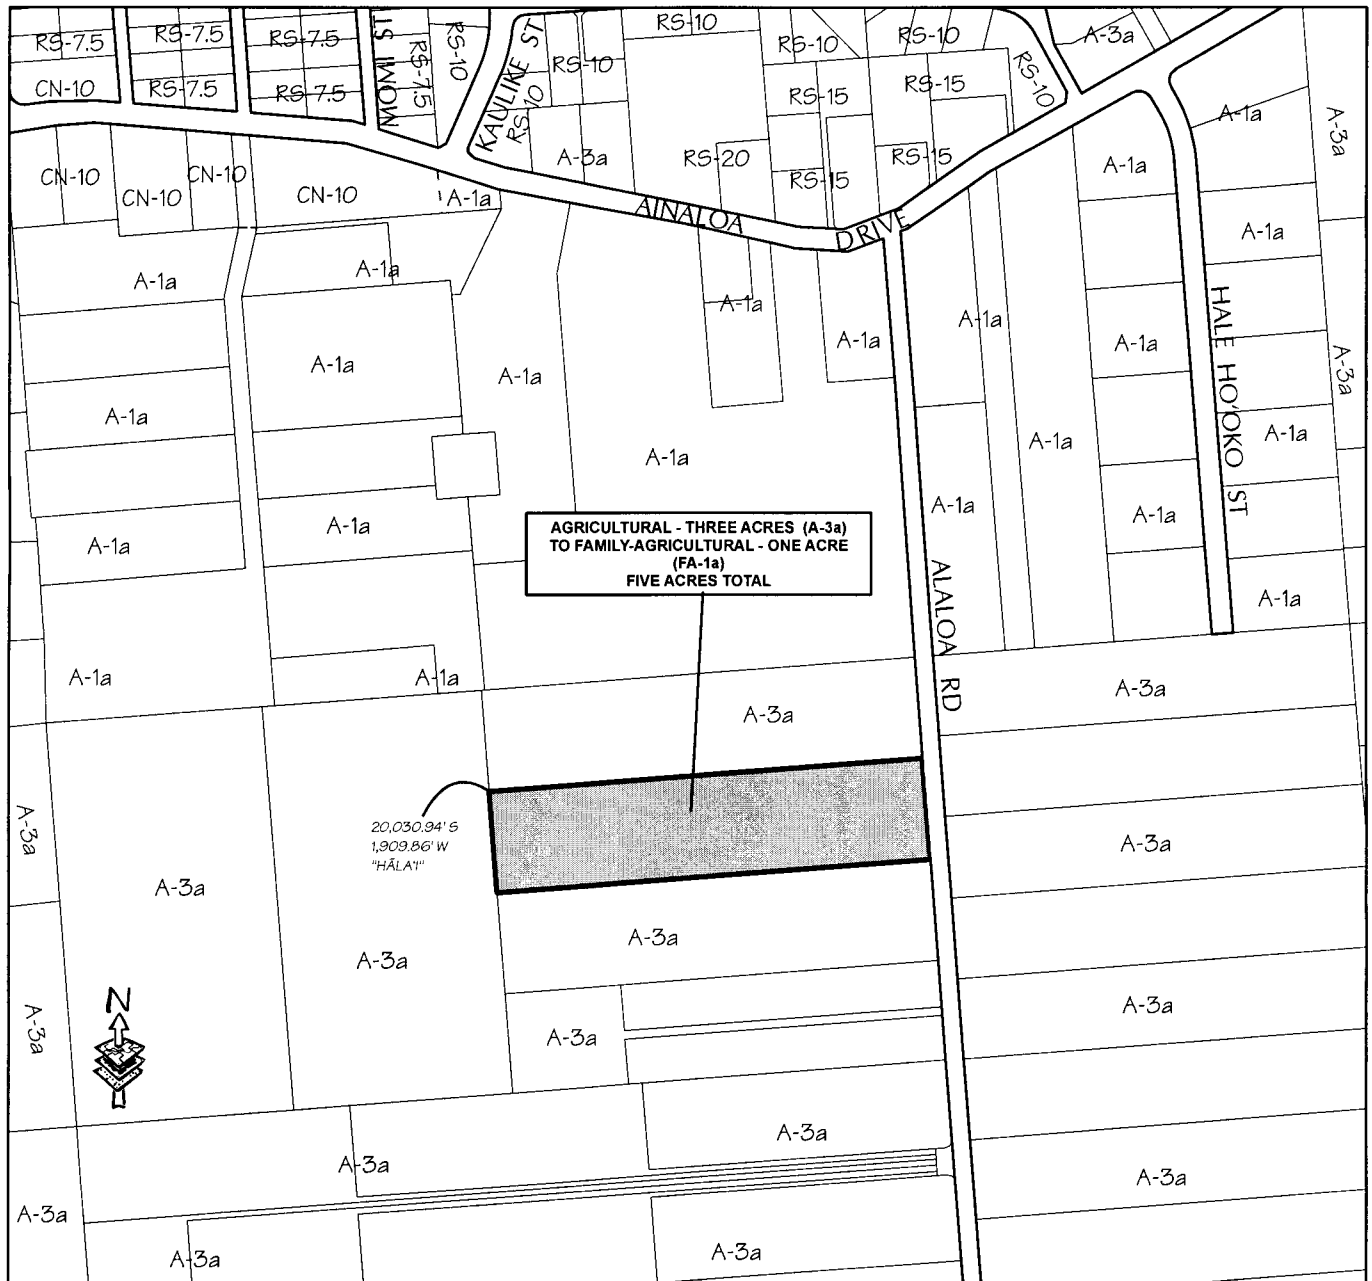 RS-7.5
RS-7.5
RS-7.5
MOMI ST
RS-7.5
RS-10
KAULIKE ST
RS-10
RS-10
RS-10
RS-10
RS-10
RS-10
A-3a
CN-10
RS-7.5
RS-7.5
RS-15
RS-15
A-1a
A-3a
CN-10
CN-10
CN-10
CN-10
A-1a
A-3a
RS-20
RS-15
RS-15
A-1a
AINALOA
DRIVE
A-1a
A-1a
A-1a
A-1a
A-1a
A-1a
A-1a
A-1a
A-1a
HALE HO'OKO ST
A-3a
A-1a
A-1a
A-1a
A-1a
A-1a
A-1a
A-1a
A-1a
A-1a
AGRICULTURAL - THREE ACRES (A-3a)
TO FAMILY-AGRICULTURAL - ONE ACRE
(FA-1a)
FIVE ACRES TOTAL
ALALOA RD
A-1a
A-1a
A-1a
A-3a
A-3a
A-3a
20,030.94' S
1,909.86' W
"HĀLA'I"
A-3a
A-3a
A-3a
A-3a
A-3a
A-3a
A-3a
A-3a
N
A-3a
A-3a
A-3a
A-3a
A-3a
A-3a